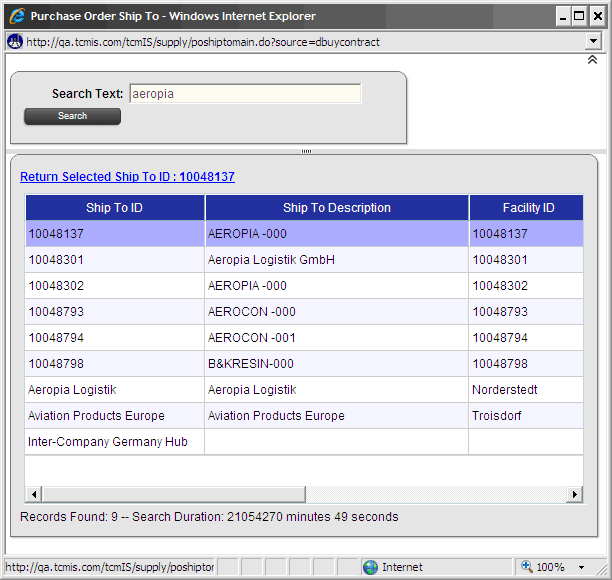 Purchase Order Ship To - Windows Internet Explorer
http://qa.tcmis.com/tcmIS/supply/poshiptomain.do?source=dbuycontract
Search Text: aeropia
Search
Return Selected Ship To ID : 10048137
Ship To ID Ship To Description Facility ID
10048137 AEROPIA -000 10048137
10048301 Aeropia Logistik GmbH 10048301
10048302 AEROPIA -000 10048302
10048793 AEROCON -000 10048793
10048794 AEROCON -001 10048794
10048798 B&KRESIN-000 10048798
Aeropia Logistik Aeropia Logistik Norderstedt
Aviation Products Europe Aviation Products Europe Troisdorf
Inter-Company Germany Hub
Records Found: 9 -- Search Duration: 21054270 minutes 49 seconds
http://qa.tcmis.com/tcmIS/supply/poshiptor Internet 100%